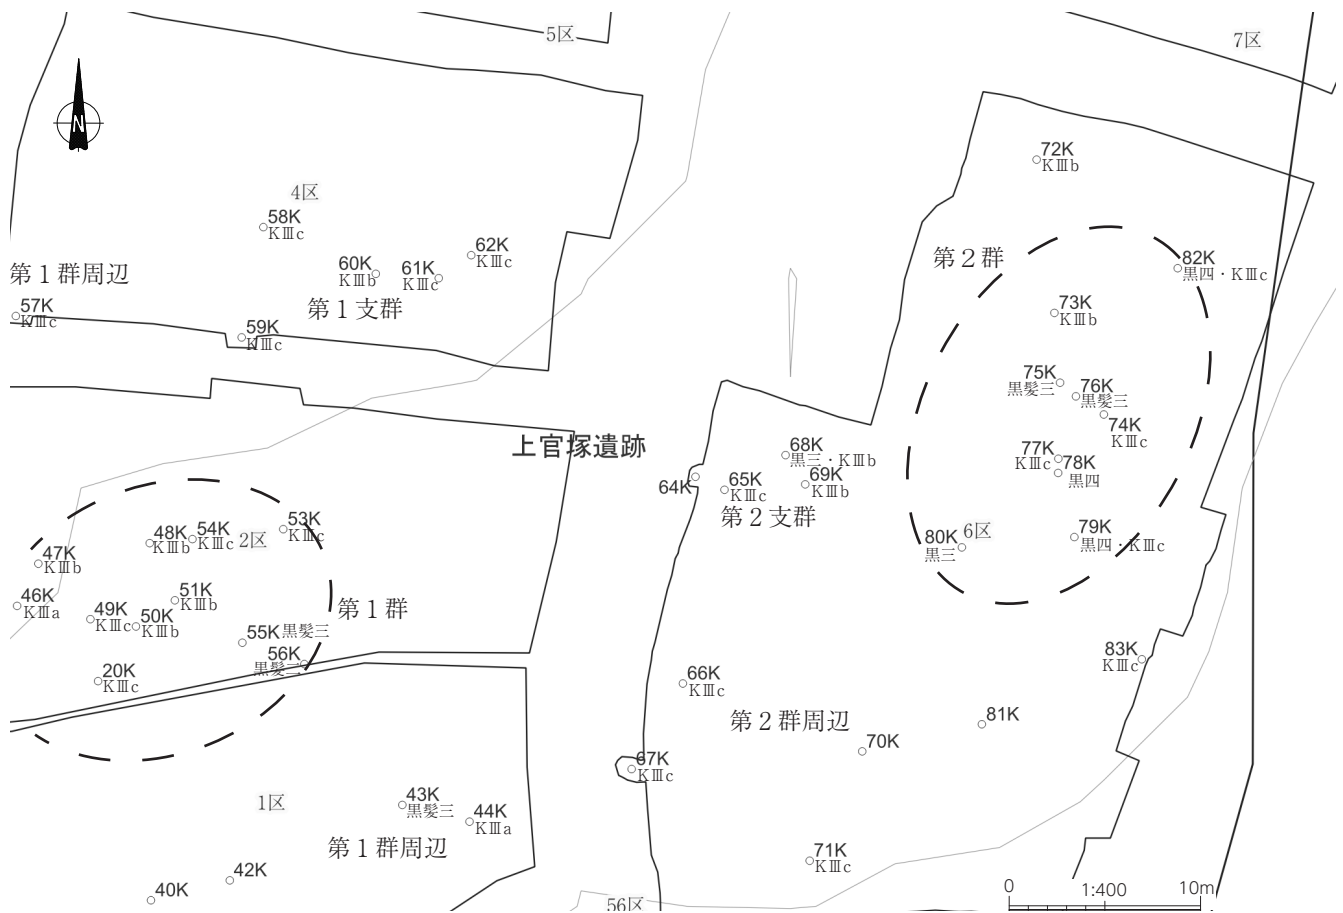 5区
7区
N
72K
KⅢb
4区
58K
KⅢc
62K
KⅢc
60K
KⅢb
61K
KⅢc
第1群周辺
第1支群
57K
KⅢc
59K
KⅢc
第2群
82K
黒四・KⅢc
73K
KⅢb
75K
黒髪三
76K
黒髪三
74K
KⅢc
77K
KⅢc
78K
黒四
上官塚遺跡
68K
黒三・KⅢb
64K
65K
KⅢc
69K
KⅢb
第2支群
80K
黒三
6区
79K
黒四・KⅢc
53K
KⅢc
48K
KⅢb
54K
KⅢc
2区
47K
KⅢb
46K
KⅢa
51K
KⅢb
49K
KⅢc
50K
KⅢb
第1群
55K
黒髪三
56K
20K
KⅢc
83K
KⅢc
66K
KⅢc
第2群周辺
81K
70K
67K
KⅢc
1区
43K
黒髪三
44K
KⅢa
第1群周辺
71K
KⅢc
42K
40K
56区
0
1:400
10m